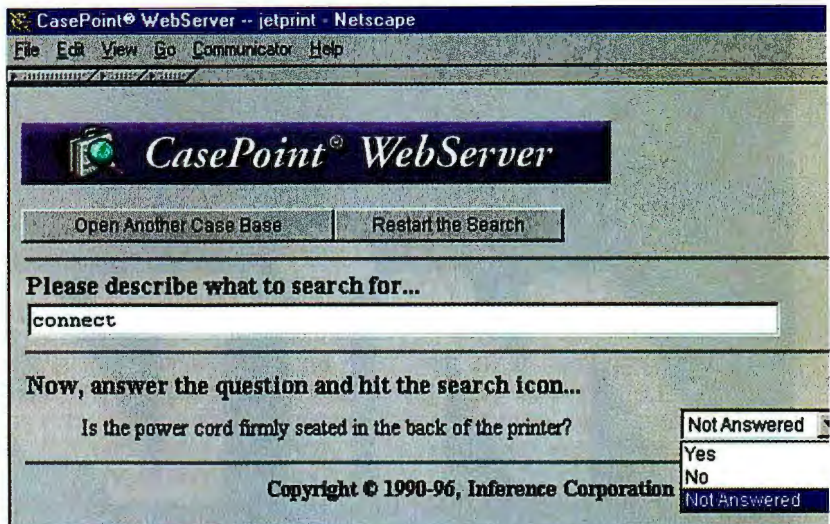 CasePoint® WebServer -- jetprint - Netscape
File Edit View Go Communicator Help
CasePoint® WebServer
Open Another Case Base Restart the Search
Please describe what to search for...
connect
Now, answer the question and hit the search icon...
Is the power cord firmly seated in the back of the printer? Not Answered
Yes
No
Not Answered
Copyright © 1990-96, Inference Corporation